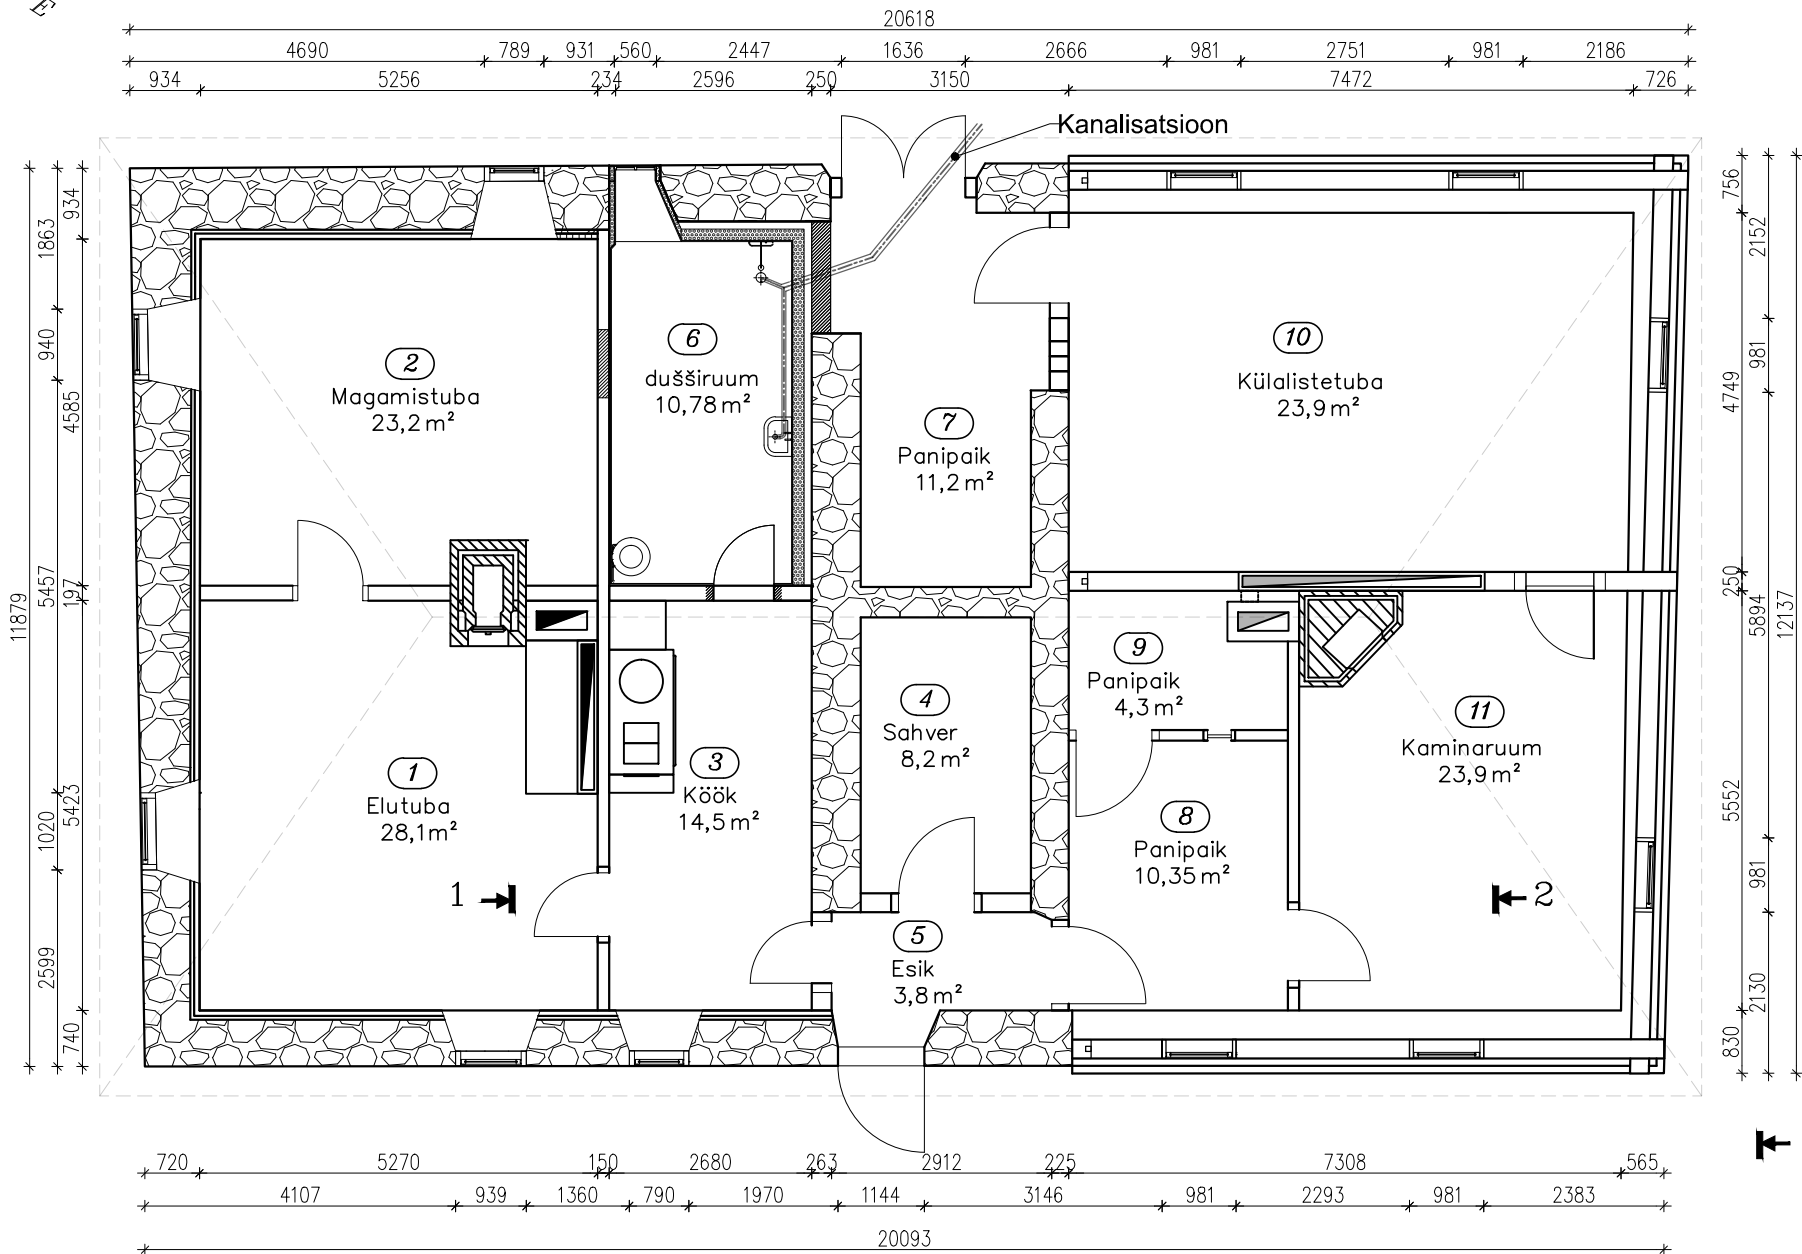 E
20618
4690 789 931 560 2447 1636 2666 981 2751 981 2186
934 5256 234 2596 250 3150 7472 726
Kanalisatsioon
11879
1863 940 5457 1020 2599
934 4585 197 5423 740
2
Magamistuba
23,2 m²
6
dušširuum
10,78 m²
7
Panipaik
11,2 m²
10
Külalistetuba
23,9 m²
1
Elutuba
28,1 m²
3
Köök
14,5 m²
4
Sahver
8,2 m²
9
Panipaik
4,3 m²
11
Kaminaruum
23,9 m²
8
Panipaik
10,35 m²
5
Esik
3,8 m²
1
2
756 4749 250 5552 830
2152 981 5894 981 2130
12137
720 5270 150 2680 263 2912 225 7308 565
4107 939 1360 790 1970 1144 3146 981 2293 981 2383
20093